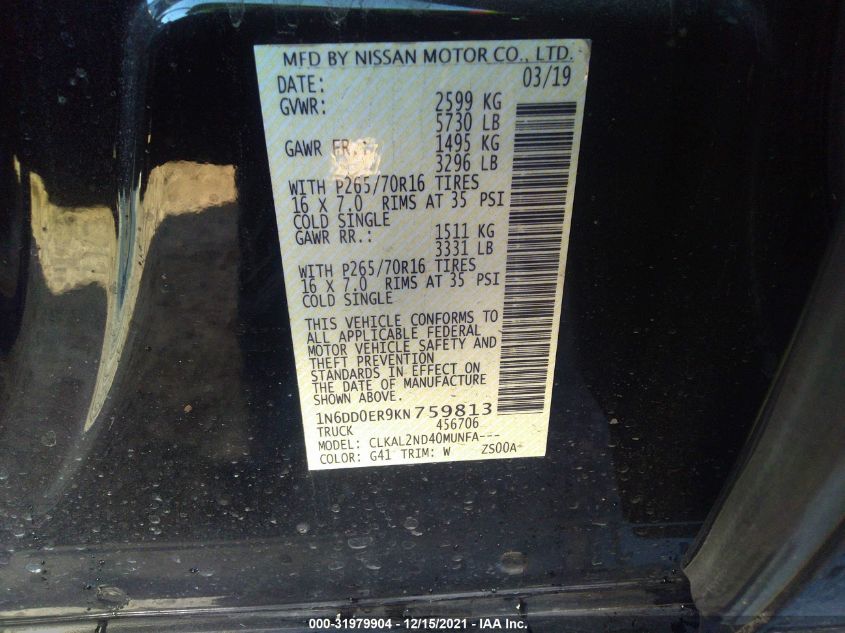 MFD BY NISSAN MOTOR CO., LTD.
DATE: 03/19
GVWR: 2599 KG
5730 LB
GAWR FR.: 1495 KG
3296 LB
WITH P265/70R16 TIRES
16 X 7.0 RIMS AT 35 PSI
COLD SINGLE
GAWR RR.: 1511 KG
3331 LB
WITH P265/70R16 TIRES
16 X 7.0 RIMS AT 35 PSI
COLD SINGLE
THIS VEHICLE CONFORMS TO
ALL APPLICABLE FEDERAL
MOTOR VEHICLE SAFETY AND
THEFT PREVENTION
STANDARDS IN EFFECT ON
THE DATE OF MANUFACTURE
SHOWN ABOVE.
1N6DD0ER9KN759813
TRUCK 456706
MODEL: CLKAL2ND40MUNFA---
COLOR: G41 TRIM: W ZS00A-
000-31979904 - 12/15/2021 - IAA Inc.